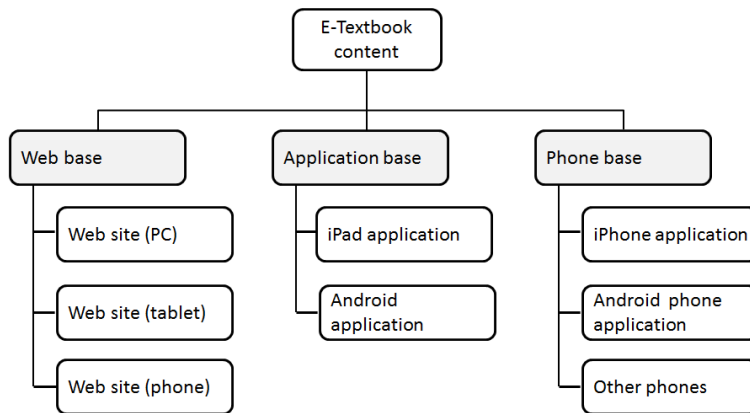 E-Textbook
content
Web base
Application base
Phone base
Web site (PC)
iPad application
iPhone application
Web site (tablet)
Android
application
Android phone
application
Web site (phone)
Other phones